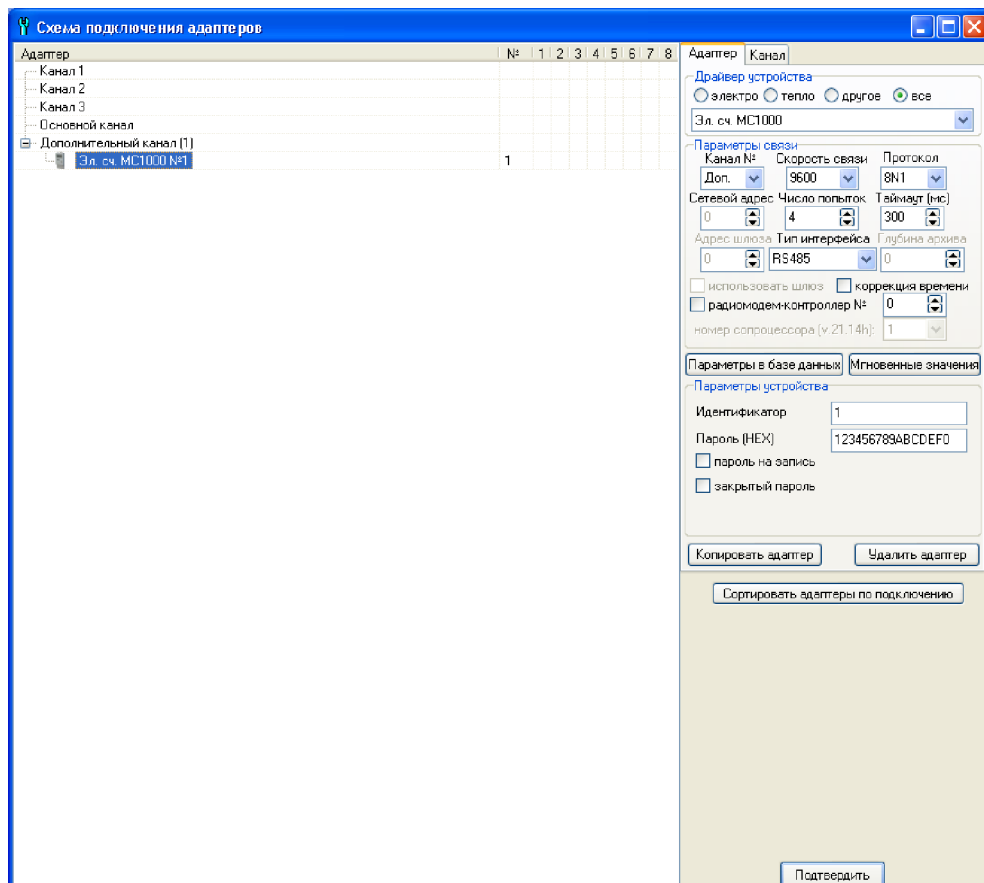 Схема подключения адаптеров
Адаптер № 1 2 3 4 5 6 7 8
Канал 1
Канал 2
Канал 3
Основной канал
Дополнительный канал (1)
Эл. сч. МС1000 №1 1
Адаптер Канал
Драйвер устройства
электро тепло другое все
Эл. сч. МС1000
Параметры связи
Канал № Скорость связи Протокол
Доп. 9600 8N1
Сетевой адрес Число попыток Таймаут (мс)
0 4 300
Адрес шлюза Тип интерфейса Глубина архива
0 RS485 0
использовать шлюз коррекция времени
радиомодем-контроллер № 0
номер сопроцессора (v 21.14h): 1
Параметры в базе данных Мгновенные значения
Параметры устройства
Идентификатор 1
Пароль (HEX) 123456789ABCDEF0
пароль на запись
закрытый пароль
Копировать адаптер Удалить адаптер
Сортировать адаптеры по подключению
Подтвердить